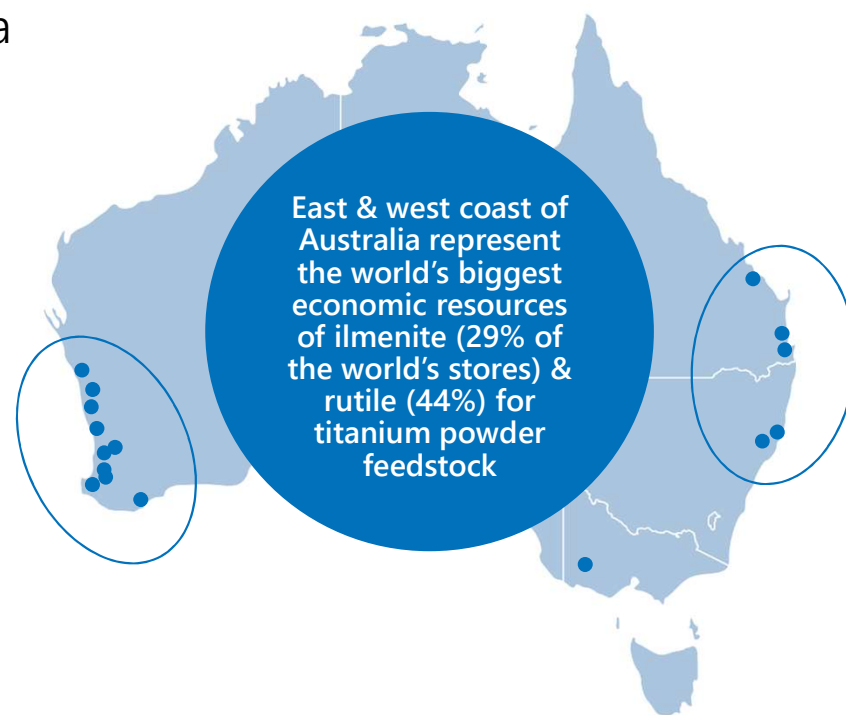 a
East & west coast of
Australia represent
the world's biggest
economic resources
of ilmenite (29% of
the world's stores) &
rutile (44%) for
titanium powder
feedstock